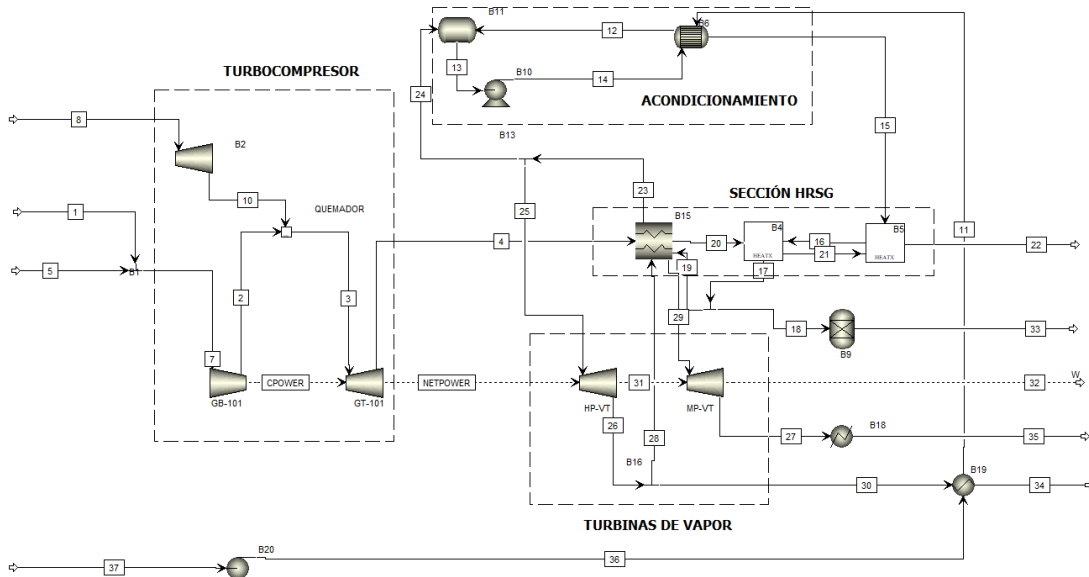 B11
12
B6
TURBOCOMPRESOR
13
B10
14
24
ACONDICIONAMIENTO
8
B2
B13
15
10
QUEMADOR
23
SECCIÓN HRSG
1
25
B15
11
4
20
B4
16
B5
22
5
B1
19
HEATX
21
HEATX
17
2
3
29
18
33
7
B9
CPOWER
NETPOWER
31
32
W
GB-101
GT-101
HP-VT
MP-VT
26
28
27
B18
35
B16
B19
30
34
TURBINAS DE VAPOR
B20
36
37